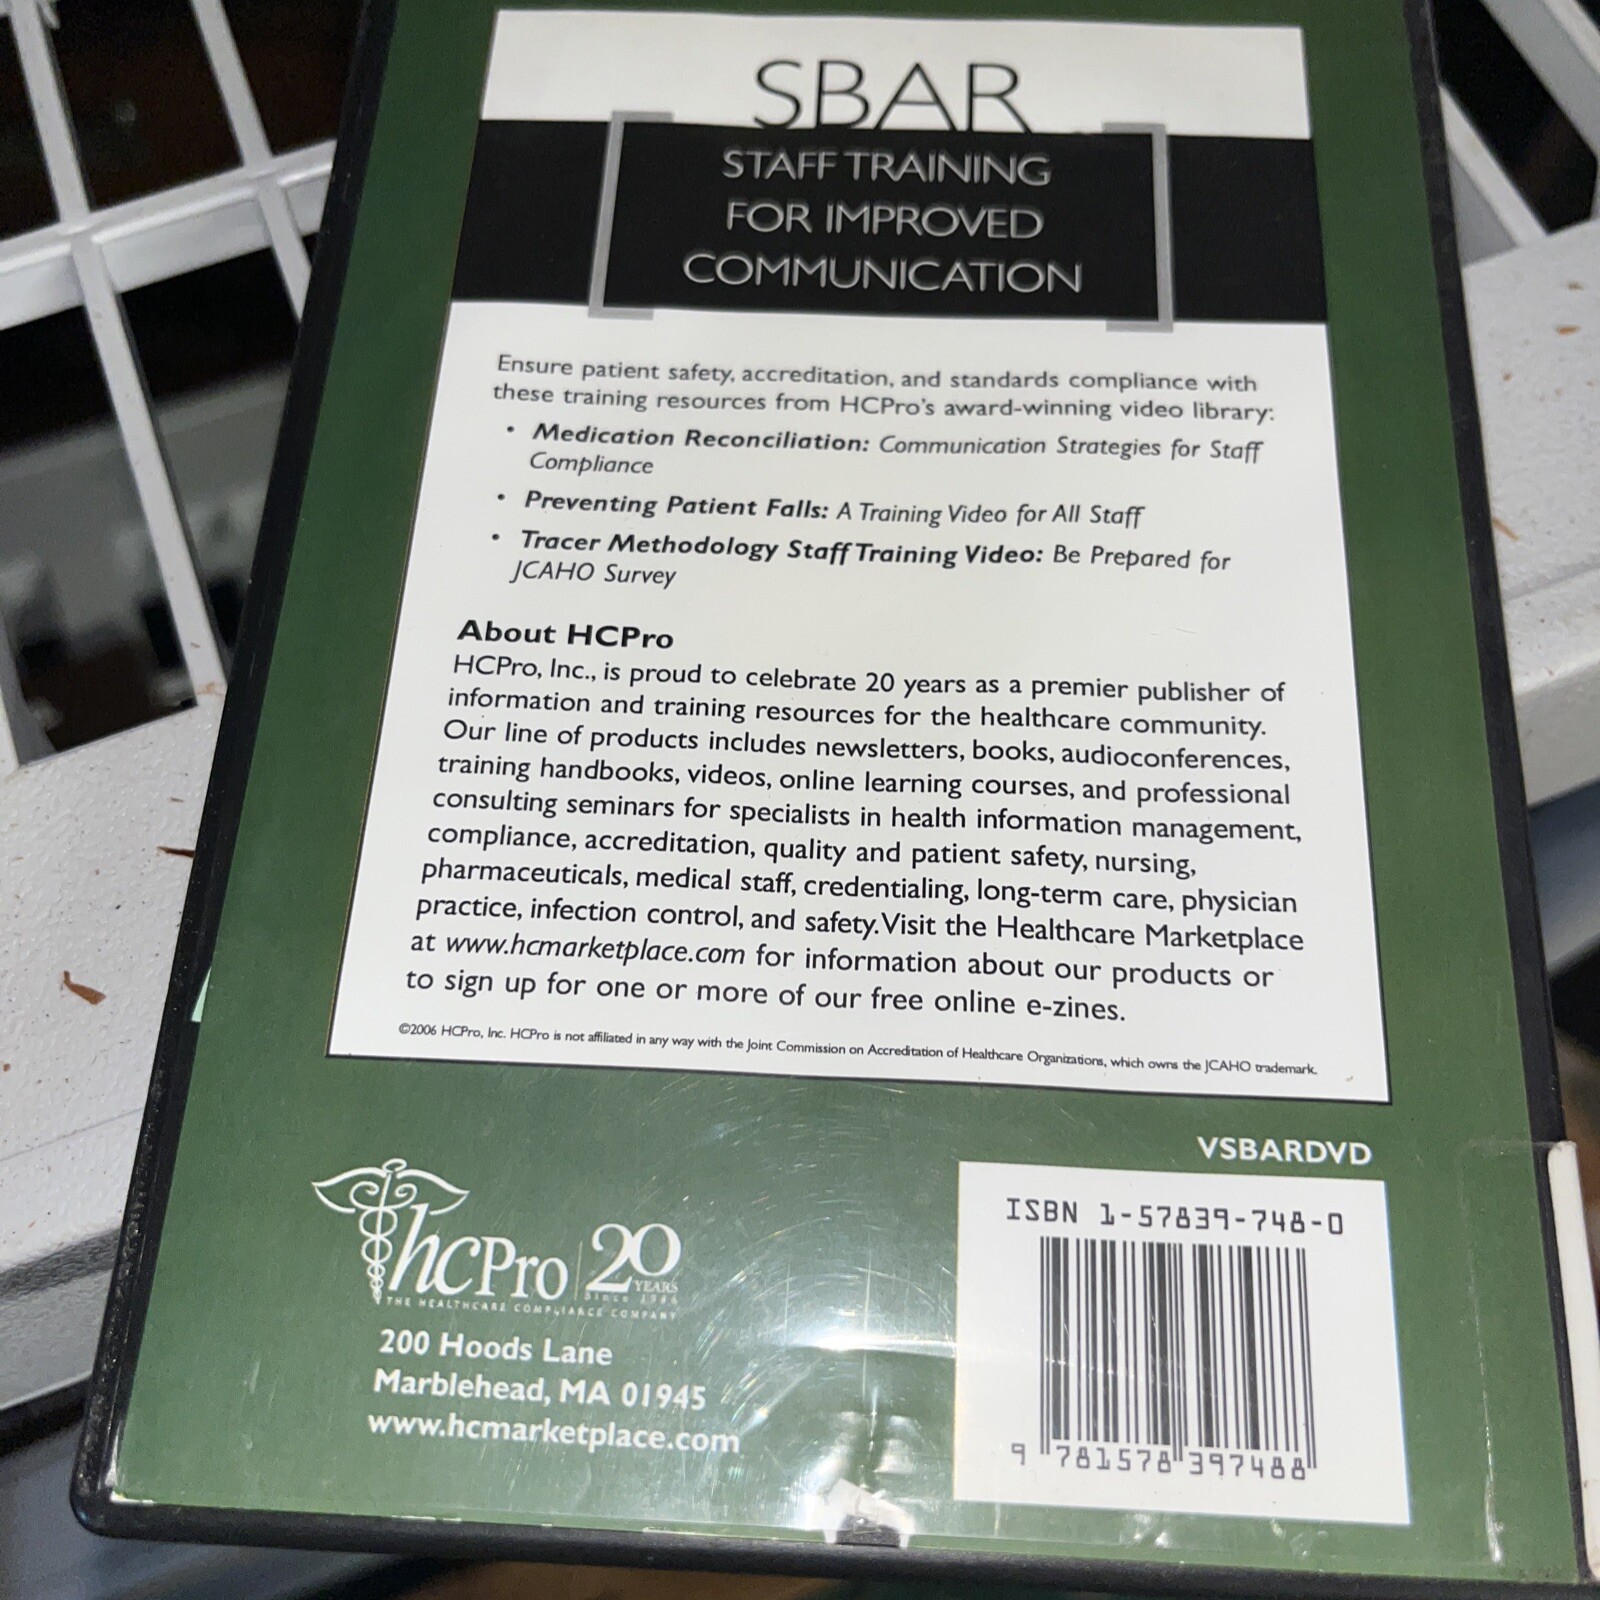 SBAR
STAFF TRAINING
FOR IMPROVED
COMMUNICATION
Ensure patient safety, accreditation, and standards compliance with
these training resources from HCPro's award-winning video library:
• Medication Reconciliation: Communication Strategies for Staff
Compliance
• Preventing Patient Falls: A Training Video for All Staff
• Tracer Methodology Staff Training Video: Be Prepared for
JCAHO Survey
About HCPro
HCPro, Inc., is proud to celebrate 20 years as a premier publisher of
information and training resources for the healthcare community.
Our line of products includes newsletters, books, audioconferences,
training handbooks, videos, online learning courses, and professional
consulting seminars for specialists in health information management,
compliance, accreditation, quality and patient safety, nursing,
pharmaceuticals, medical staff, credentialing, long-term care, physician
practice, infection control, and safety. Visit the Healthcare Marketplace
at www.hcmarketplace.com for information about our products or
to sign up for one or more of our free online e-zines.
©2006 HCPro, Inc. HCPro is not affiliated in any way with the Joint Commission on Accreditation of Healthcare Organizations, which owns the JCAHO trademark.
VSBARDVD
ISBN 1-57839-748-0
9 781578 397488
hcPro 20
YEARS
Since 1986
THE HEALTHCARE COMPLIANCE COMPANY
200 Hoods Lane
Marblehead, MA 01945
www.hcmarketplace.com